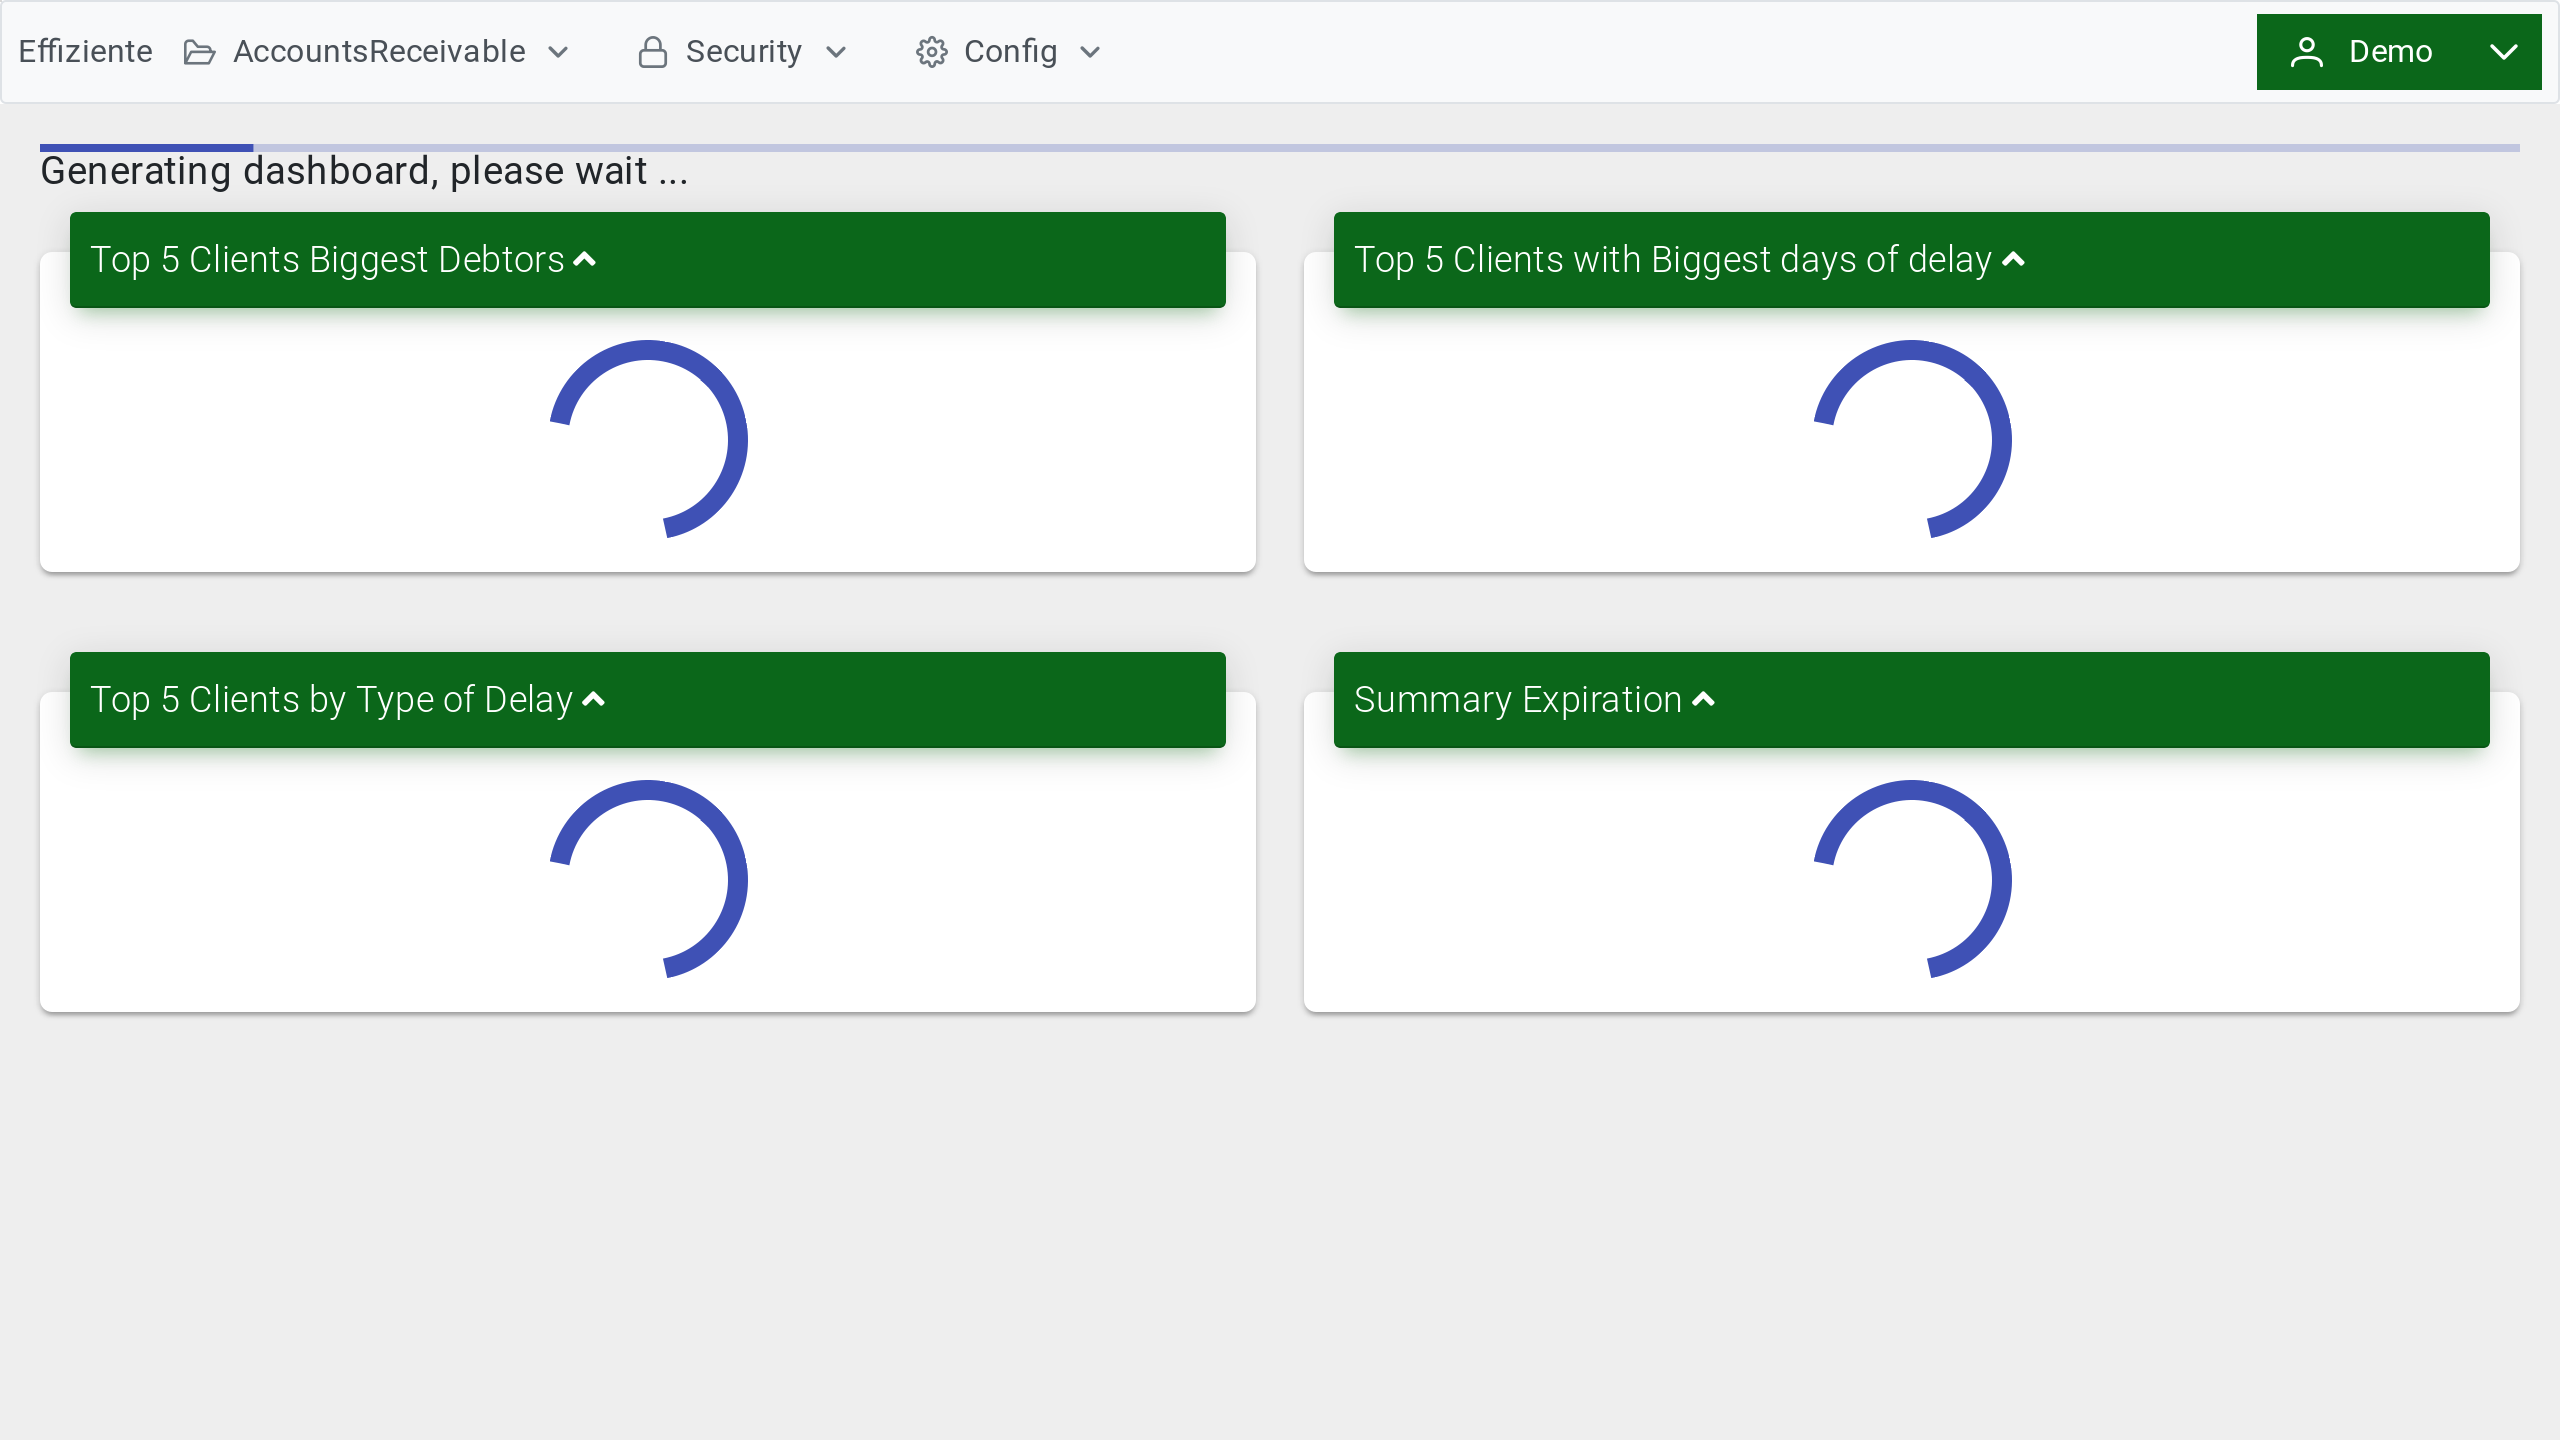 Effiziente AccountsReceivable Security Config Demo
Generating dashboard, please wait ...
Top 5 Clients Biggest Debtors
Top 5 Clients with Biggest days of delay
Top 5 Clients by Type of Delay
Summary Expiration